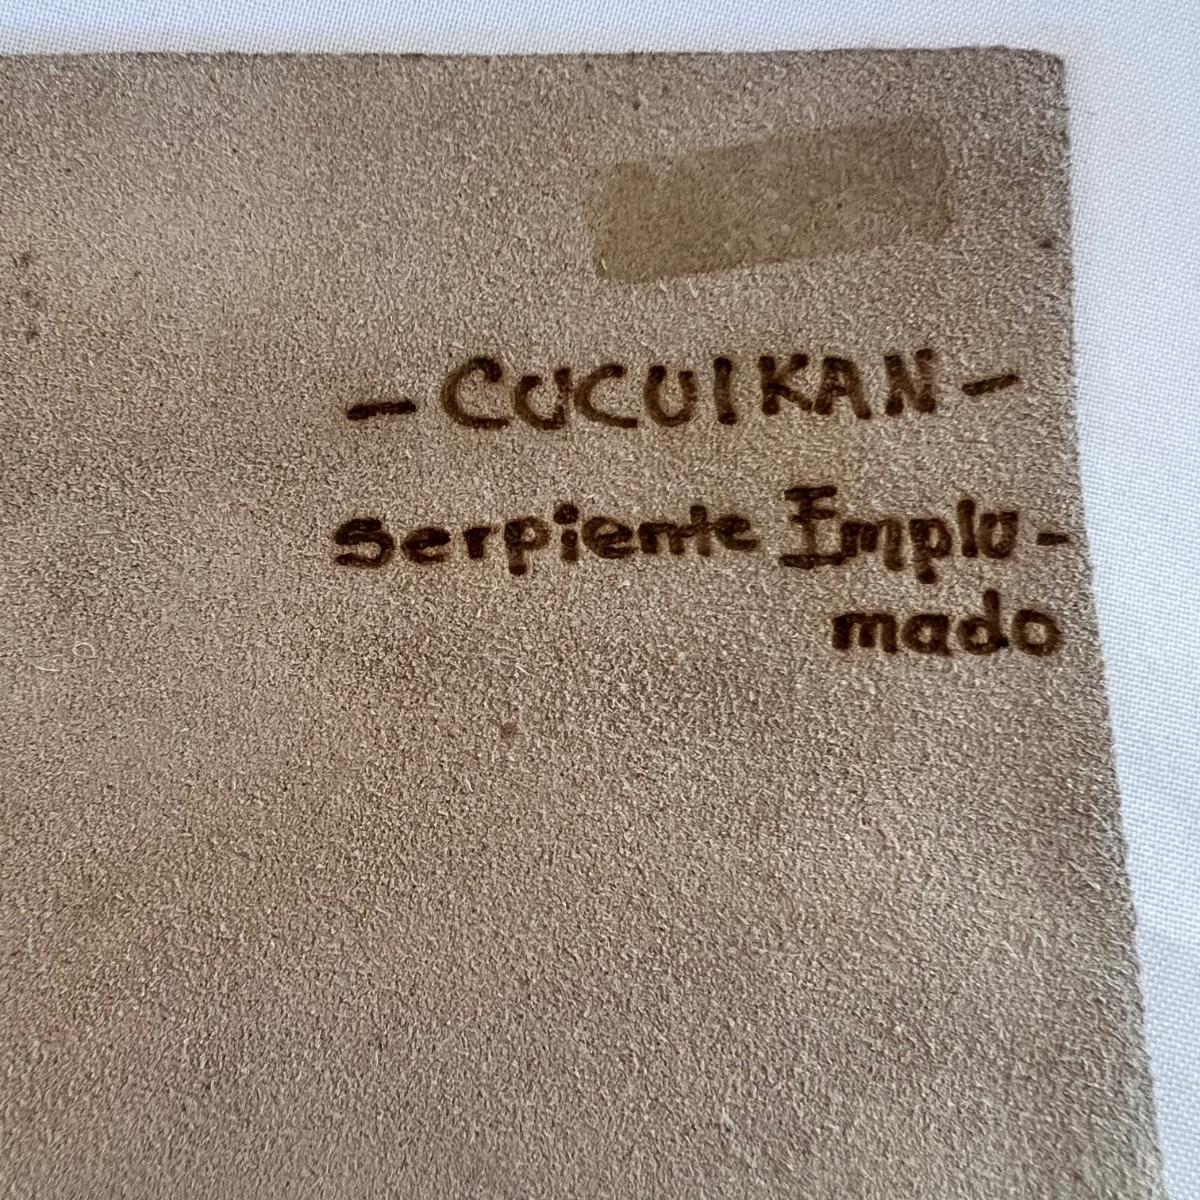 - CUCUIKAN -
Serpiente Emplu-
mado